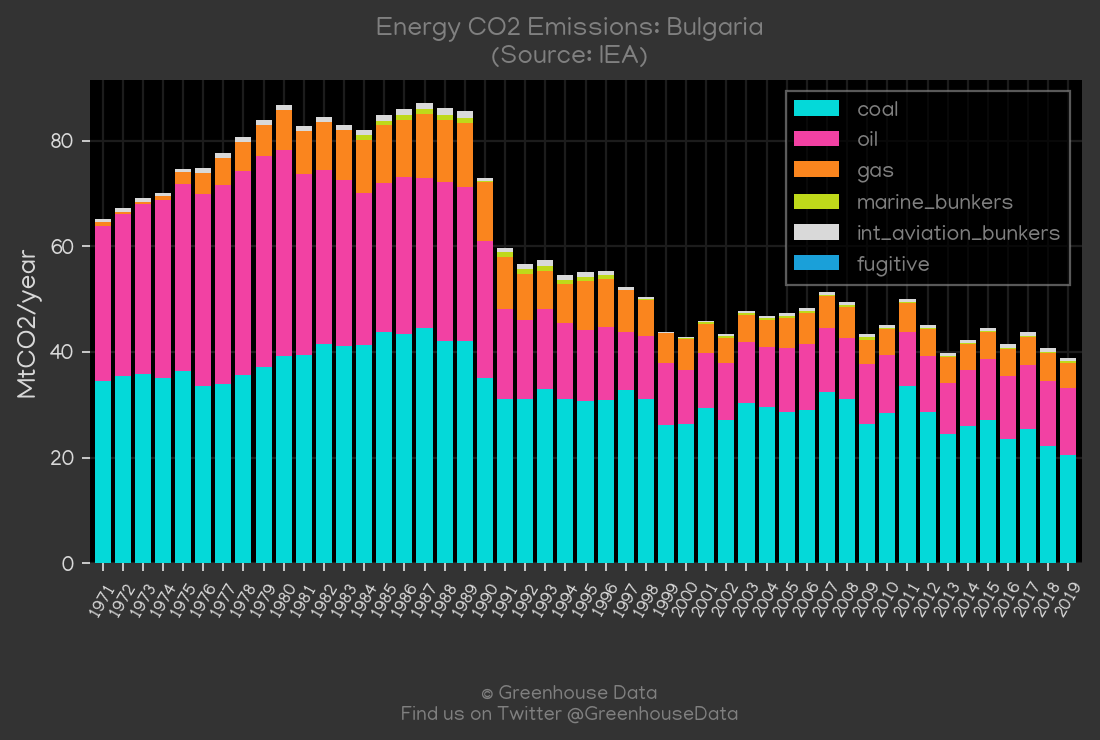 Energy CO2 Emissions: Bulgaria
(Source: IEA)
coal
oil
gas
marine_bunkers
int_aviation_bunkers
fugitive
MtCO2/year
80
60
40
20
0
1971 1972 1973 1974 1975 1976 1977 1978 1979 1980 1981 1982 1983 1984 1985 1986 1987 1988 1989 1990 1991 1992 1993 1994 1995 1996 1997 1998 1999 2000 2001 2002 2003 2004 2005 2006 2007 2008 2009 2010 2011 2012 2013 2014 2015 2016 2017 2018 2019
© Greenhouse Data
Find us on Twitter @GreenhouseData